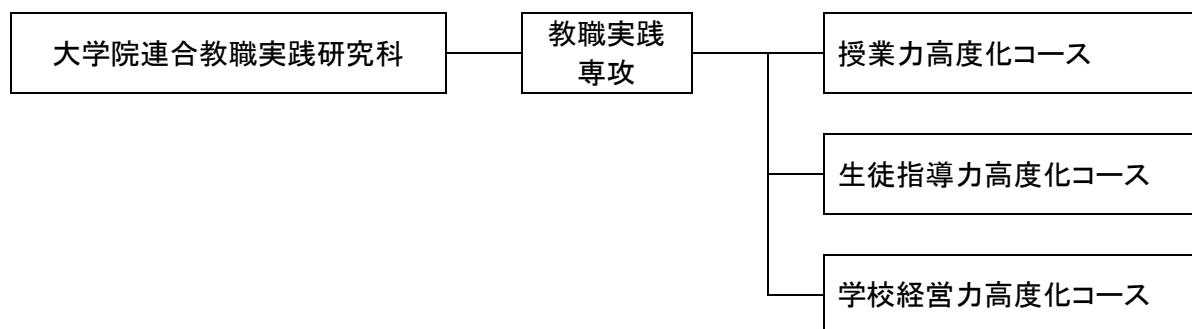 大学院連合教職実践研究科
教職実践
専攻
授業力高度化コース
生徒指導力高度化コース
学校経営力高度化コース